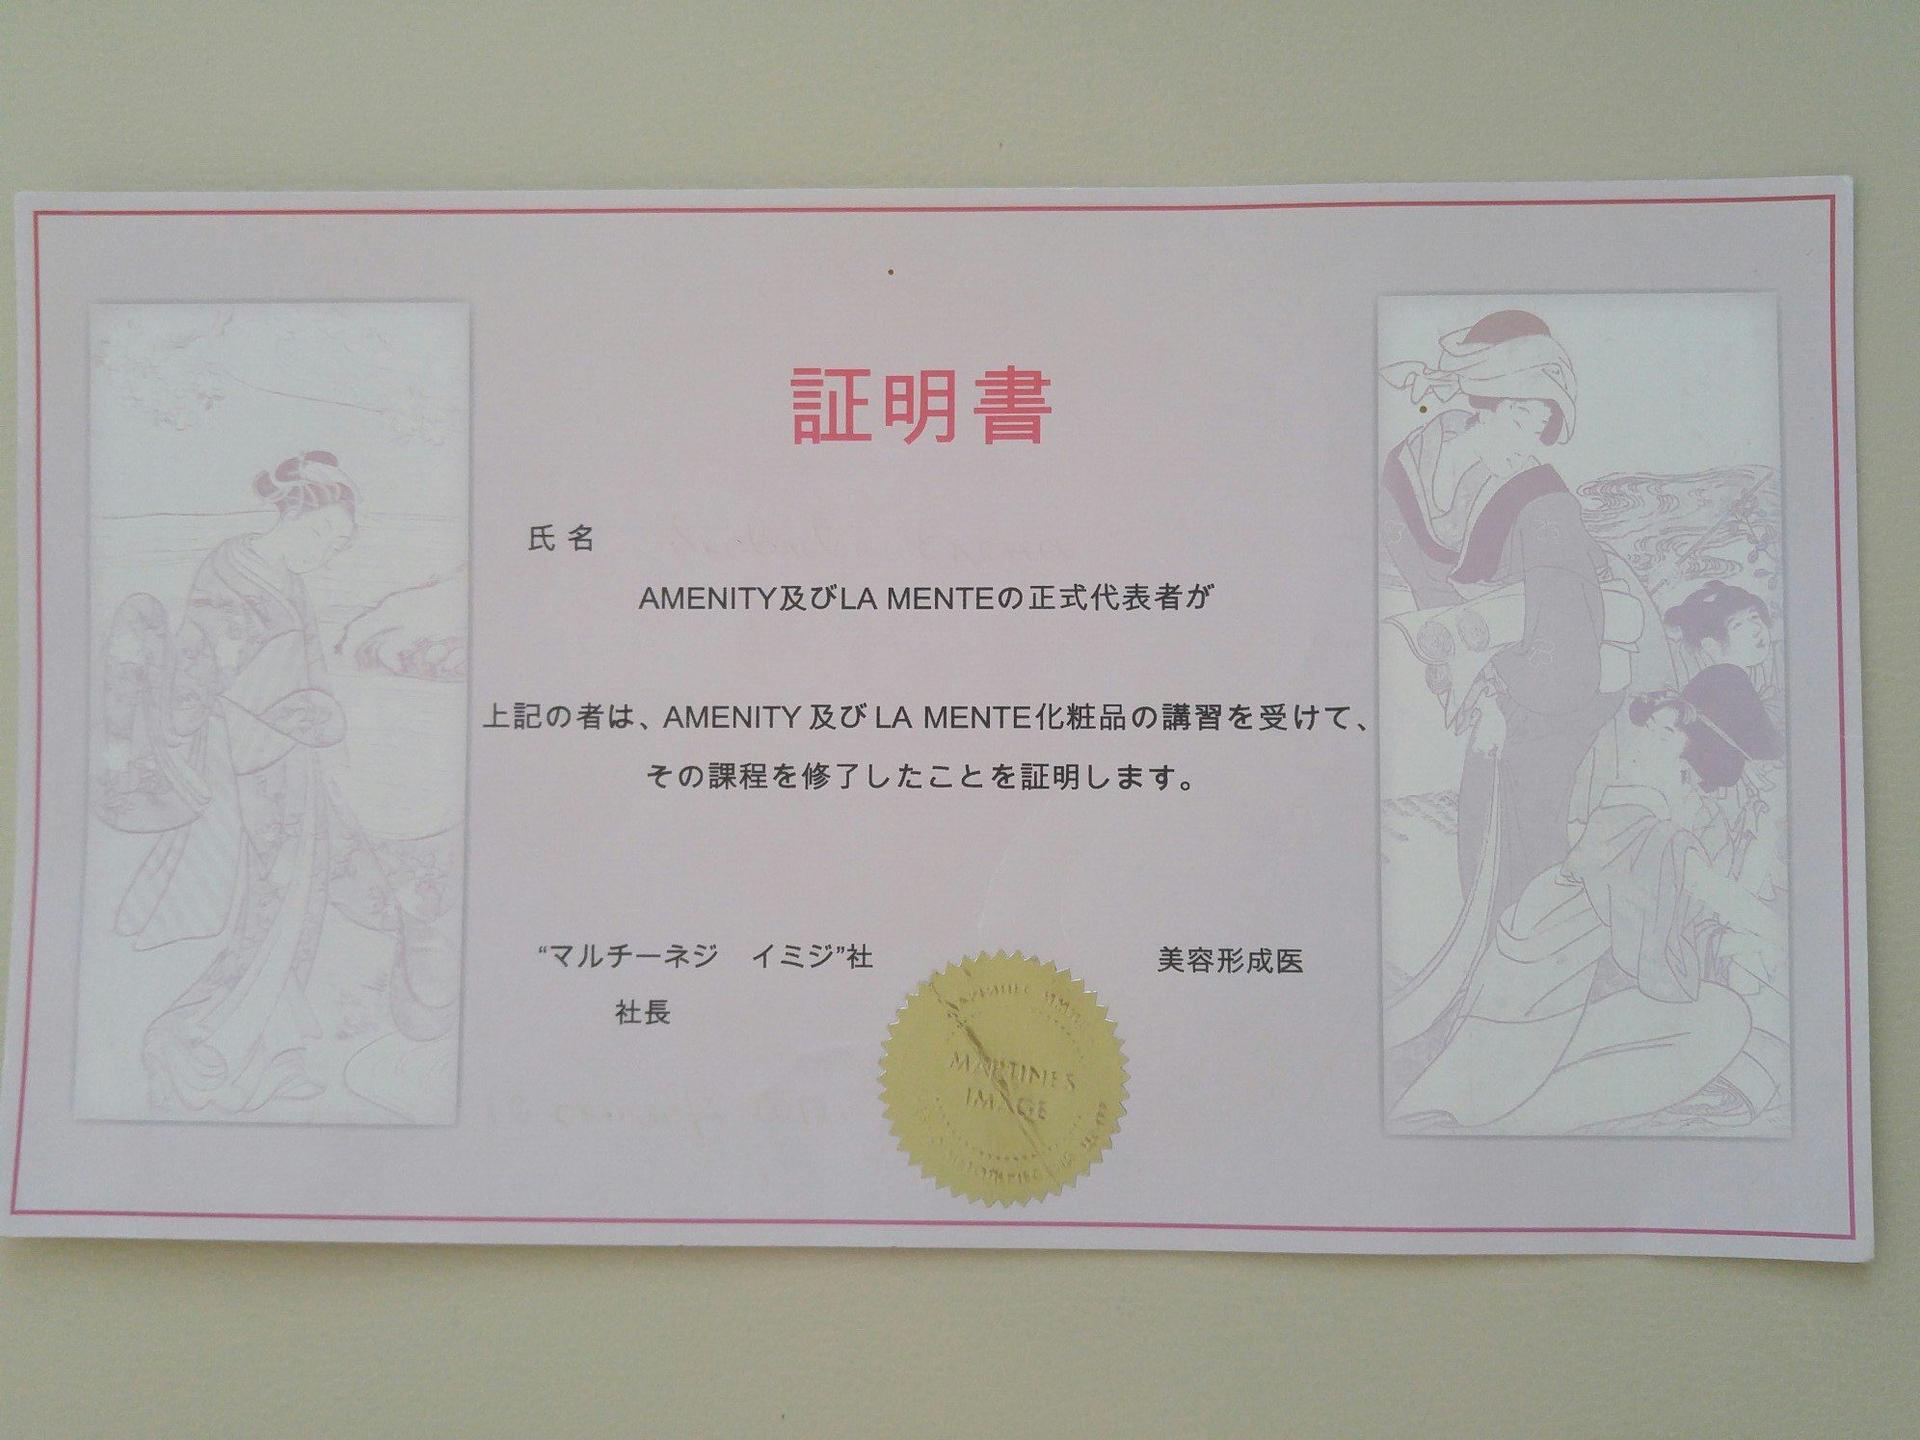 証明書
氏 名
AMENITY及びLA MENTEの正式代表者が
上記の者は、AMENITY 及び LA MENTE化粧品の講習を受けて、
その課程を修了したことを証明します。
“マルチーネジ　イミジ”社
美容形成医
社長
MARTINES
IMAGE